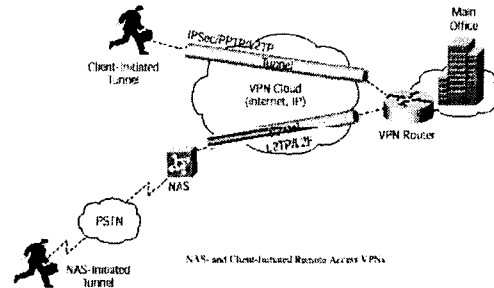 Main
Office
IPSec/PPTP/L2TP
Tunnel
Client-Initiated
Tunnel
VPN Cloud
(Internet, IP)
VPN Router
Tunnel
L2TP/L2F
NAS
PSTN
NAS-Initiated
Tunnel
NAS- and Client-Initiated Remote Access VPNs